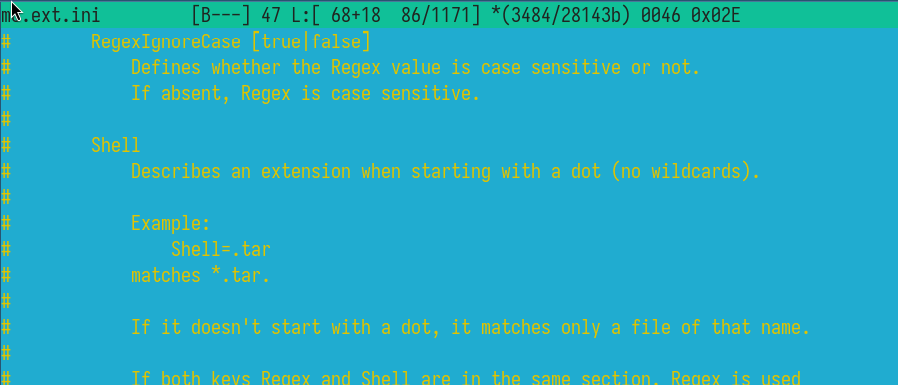 m .ext.ini [B---] 47 L:[ 68+18 86/1171] *(3484/28143b) 0046 0x02E
# RegexIgnoreCase [true|false]
# Defines whether the Regex value is case sensitive or not.
# If absent, Regex is case sensitive.
#
# Shell
# Describes an extension when starting with a dot (no wildcards).
#
# Example:
# Shell=.tar
# matches *.tar.
#
# If it doesn't start with a dot, it matches only a file of that name.
#
# If both keys Regex and Shell are in the same section, Regex is used